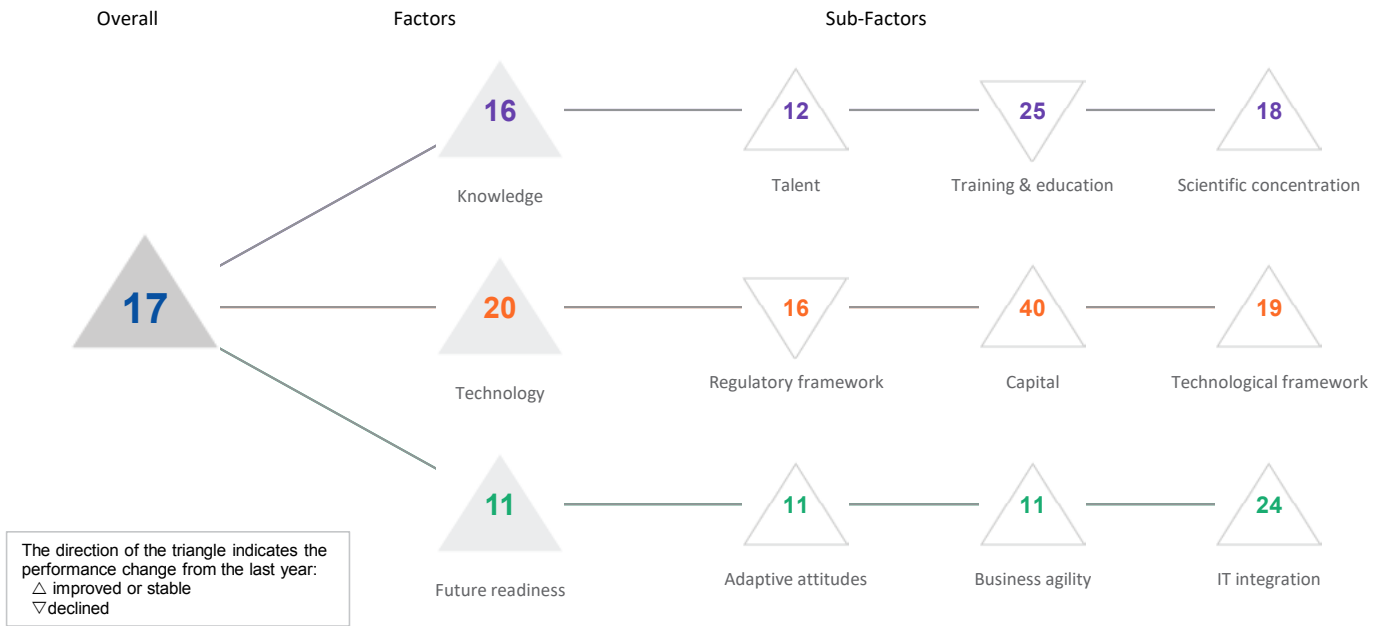 Overall
Factors
Sub-Factors
16
12
25
18
Knowledge
Talent
Training & education
Scientific concentration
17
20
16
40
19
Technology
Regulatory framework
Capital
Technological framework
11
11
11
24
Future readiness
Adaptive attitudes
Business agility
IT integration
The direction of the triangle indicates the
performance change from the last year:
△ improved or stable
▽declined